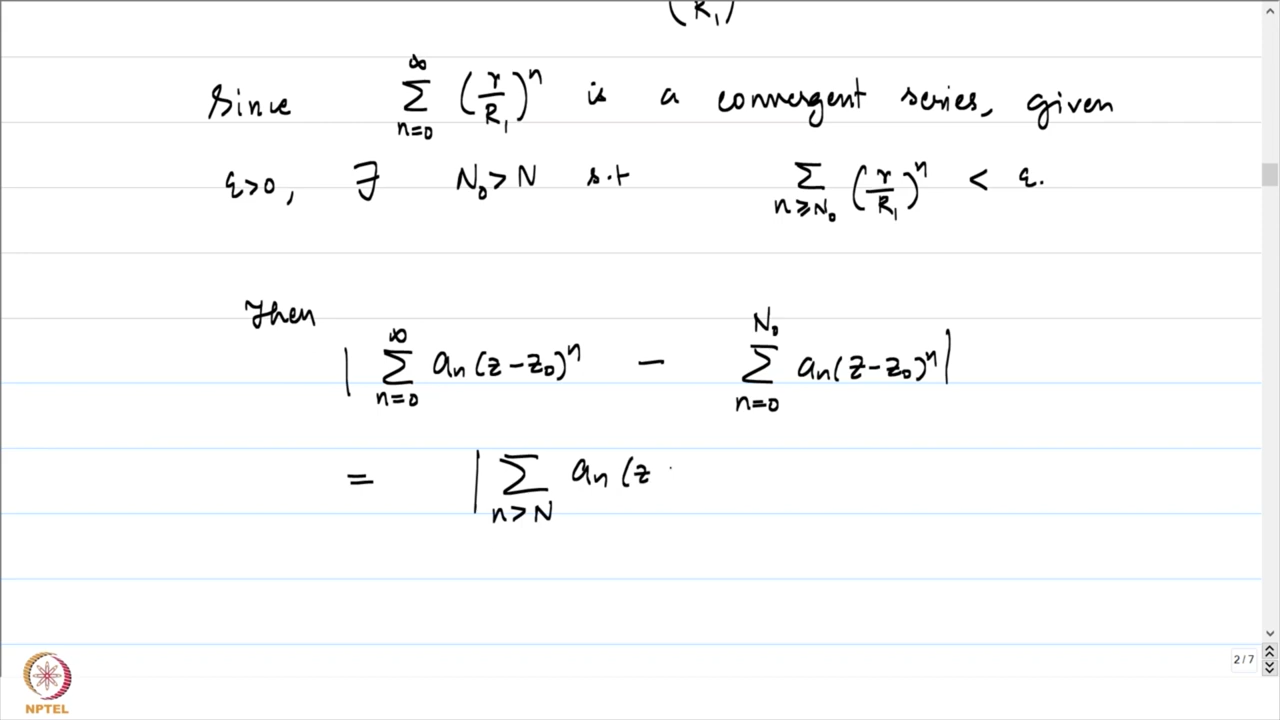 (R₁)
Since ∞∑n=0 (r/R₁)ⁿ is a convergent series, given
ε>0, ∃ N₀>N s.t ∑n≥N₀ (r/R₁)ⁿ < ε.
Then
| ∞∑n=0 aₙ(z-z₀)ⁿ - N₀∑n=0 aₙ(z-z₀)ⁿ |
= | ∑n>N aₙ(z
2/7
NPTEL